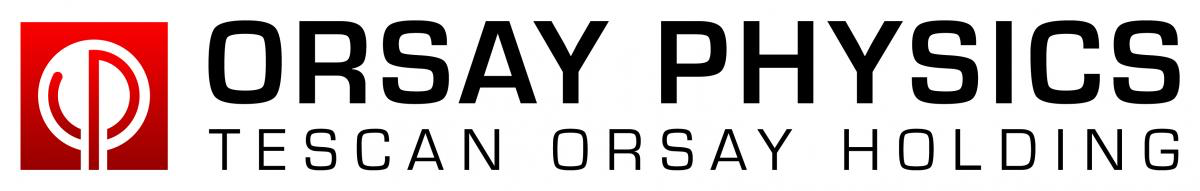 ORSAY PHYSICS
TESCAN ORSAY HOLDING